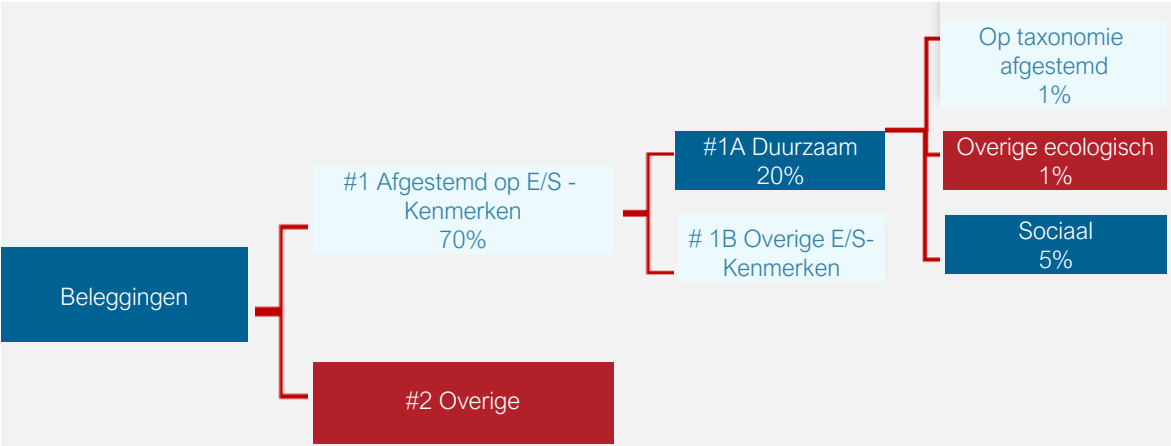 Op taxonomie
afgestemd
1%
#1A Duurzaam
20%
Overige ecologisch
1%
#1 Afgestemd op E/S -
Kenmerken
70%
# 1B Overige E/S-
Kenmerken
Sociaal
5%
Beleggingen
#2 Overige